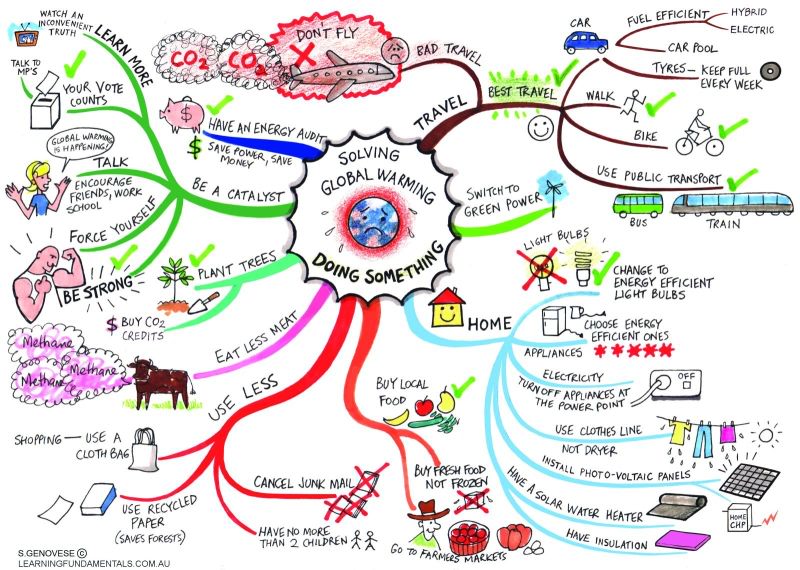 SOLVING
GLOBAL WARMING
DOING SOMETHING
TRAVEL
BAD TRAVEL
DON'T FLY
CO2
CO2
BEST TRAVEL
CAR
FUEL EFFICIENT
HYBRID
ELECTRIC
CAR POOL
TYRES — KEEP FULL
EVERY WEEK
WALK
BIKE
USE PUBLIC TRANSPORT
BUS
TRAIN
SWITCH TO
GREEN POWER
HOME
LIGHT BULBS
CHANGE TO
ENERGY EFFICIENT
LIGHT BULBS
APPLIANCES
CHOOSE ENERGY
EFFICIENT ONES
ELECTRICITY
TURN OFF APPLIANCES AT
THE POWER POINT
OFF
USE CLOTHES LINE
NOT DRYER
INSTALL PHOTO-VOLTAIC PANELS
HOME
CHP
HAVE A SOLAR WATER HEATER
HAVE INSULATION
BUY LOCAL
FOOD
BUY FRESH FOOD
NOT FROZEN
GO TO FARMERS MARKETS
USE LESS
SHOPPING — USE A
CLOTH BAG
USE RECYCLED
PAPER
(SAVES FORESTS)
CANCEL JUNK MAIL
HAVE NO MORE
THAN 2 CHILDREN
EAT LESS MEAT
Methane
Methane
Methane
PLANT TREES
$ BUY CO2
CREDITS
BE A CATALYST
LEARN MORE
WATCH AN
INCONVENIENT
TRUTH
YOUR VOTE
COUNTS
TALK TO
MP'S
TALK
ENCOURAGE
FRIENDS, WORK
SCHOOL
GLOBAL WARMING
IS HAPPENING!
FORCE YOURSELF
BE STRONG
HAVE AN ENERGY AUDIT
$ SAVE POWER, SAVE
MONEY
S.GENOVESE ©
LEARNINGFUNDAMENTALS.COM.AU